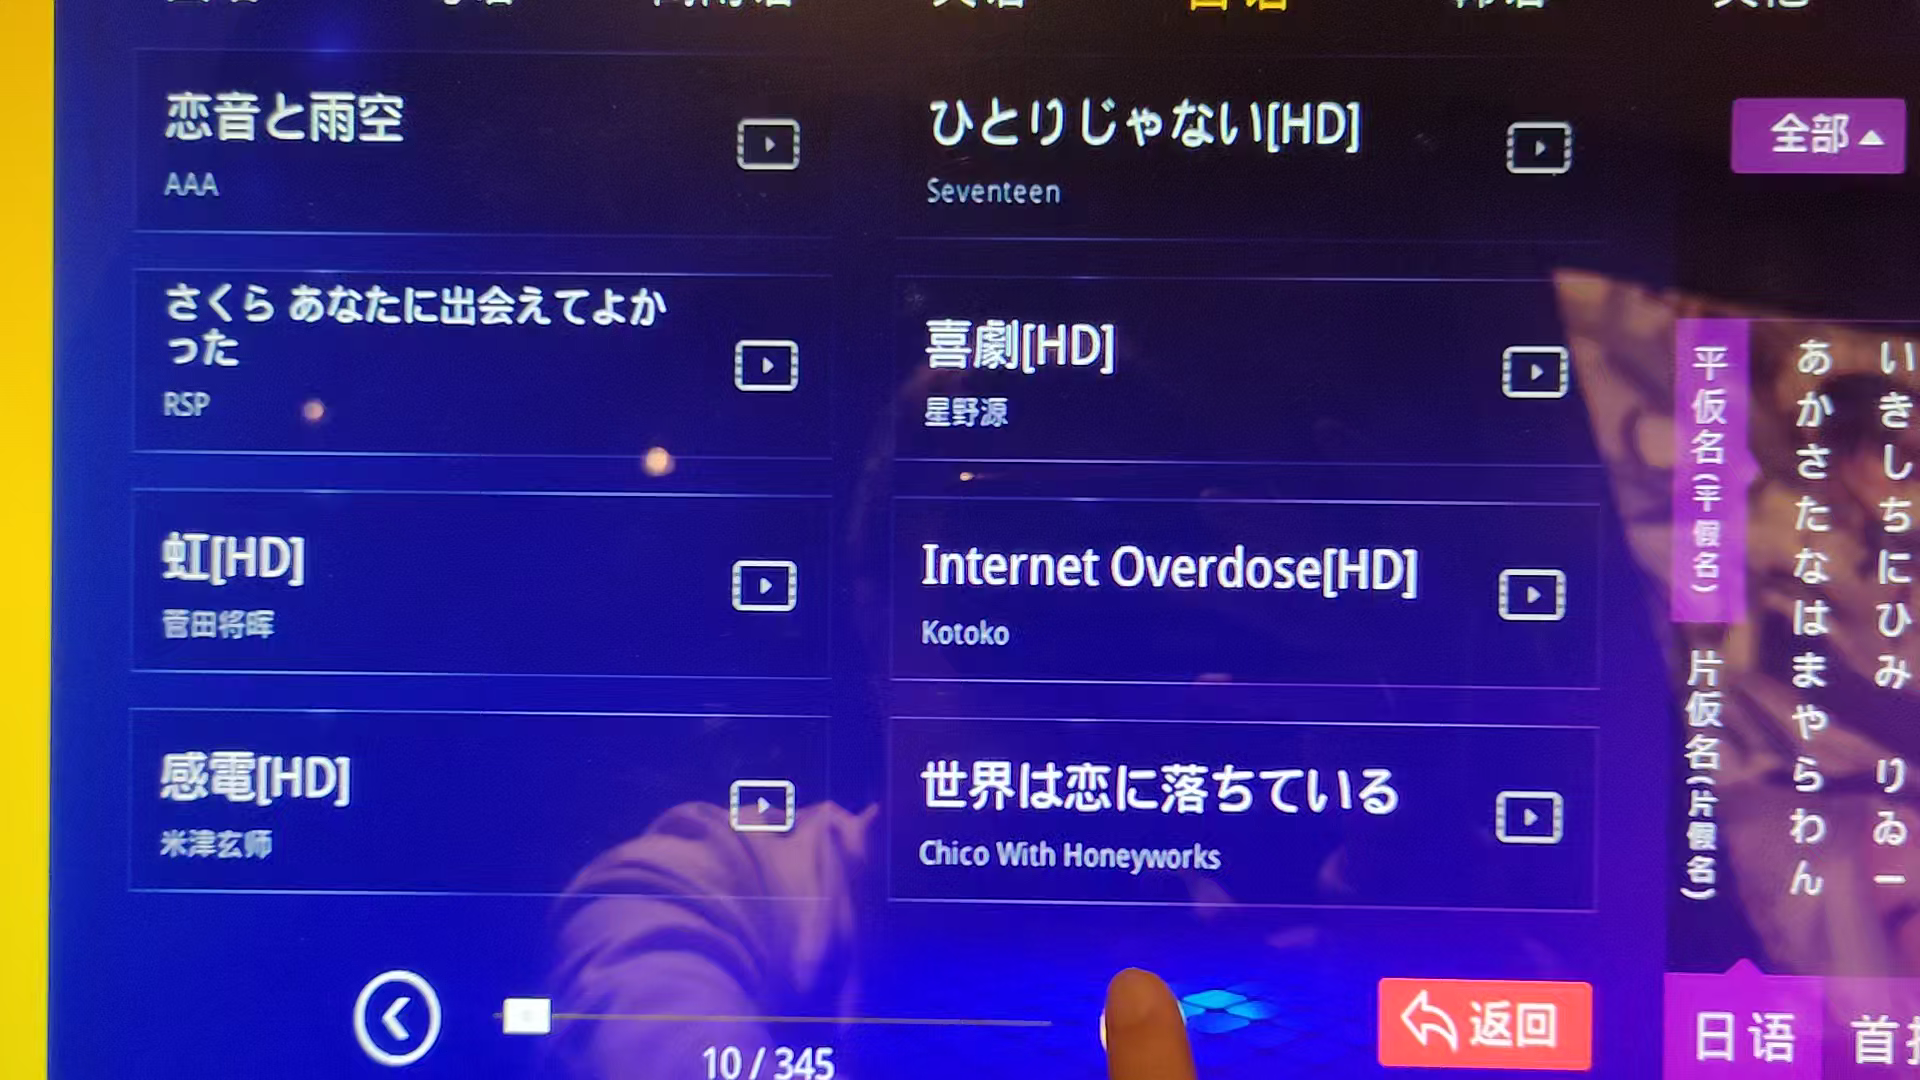 日语
恋音と雨空
AAA
ひとりじゃない[HD]
Seventeen
全部
さくら あなたに出会えてよか
った
RSP
喜劇[HD]
星野源
虹[HD]
菅田将晖
Internet Overdose[HD]
Kotoko
感電[HD]
米津玄师
世界は恋に落ちている
Chico With Honeyworks
平仮名(平假名)
片仮名(片假名)
あ い
か き
さ し
た ち
な に
は ひ
ま み
や
ら り
わ ゐ
ん ー
10 / 345
返回
日语
首